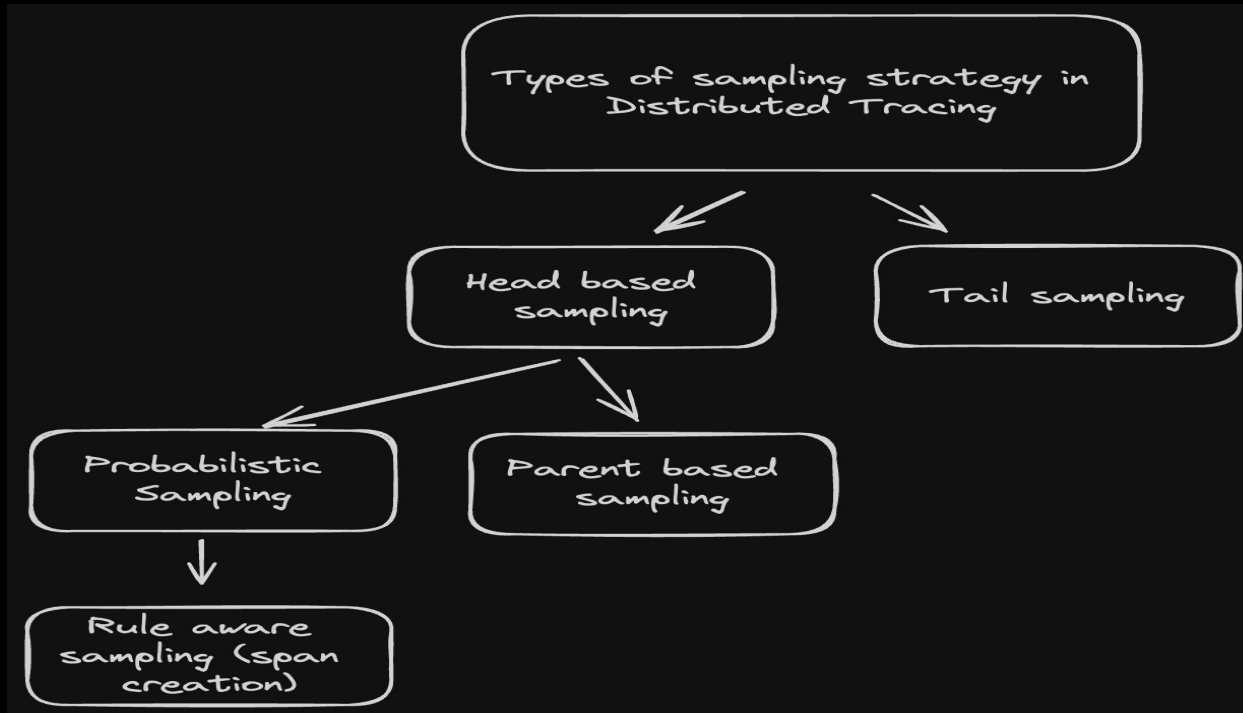 Types of sampling strategy in
Distributed Tracing
Head based
sampling
Tail sampling
Probabilistic
Sampling
Parent based
sampling
Rule aware
sampling (span
creation)